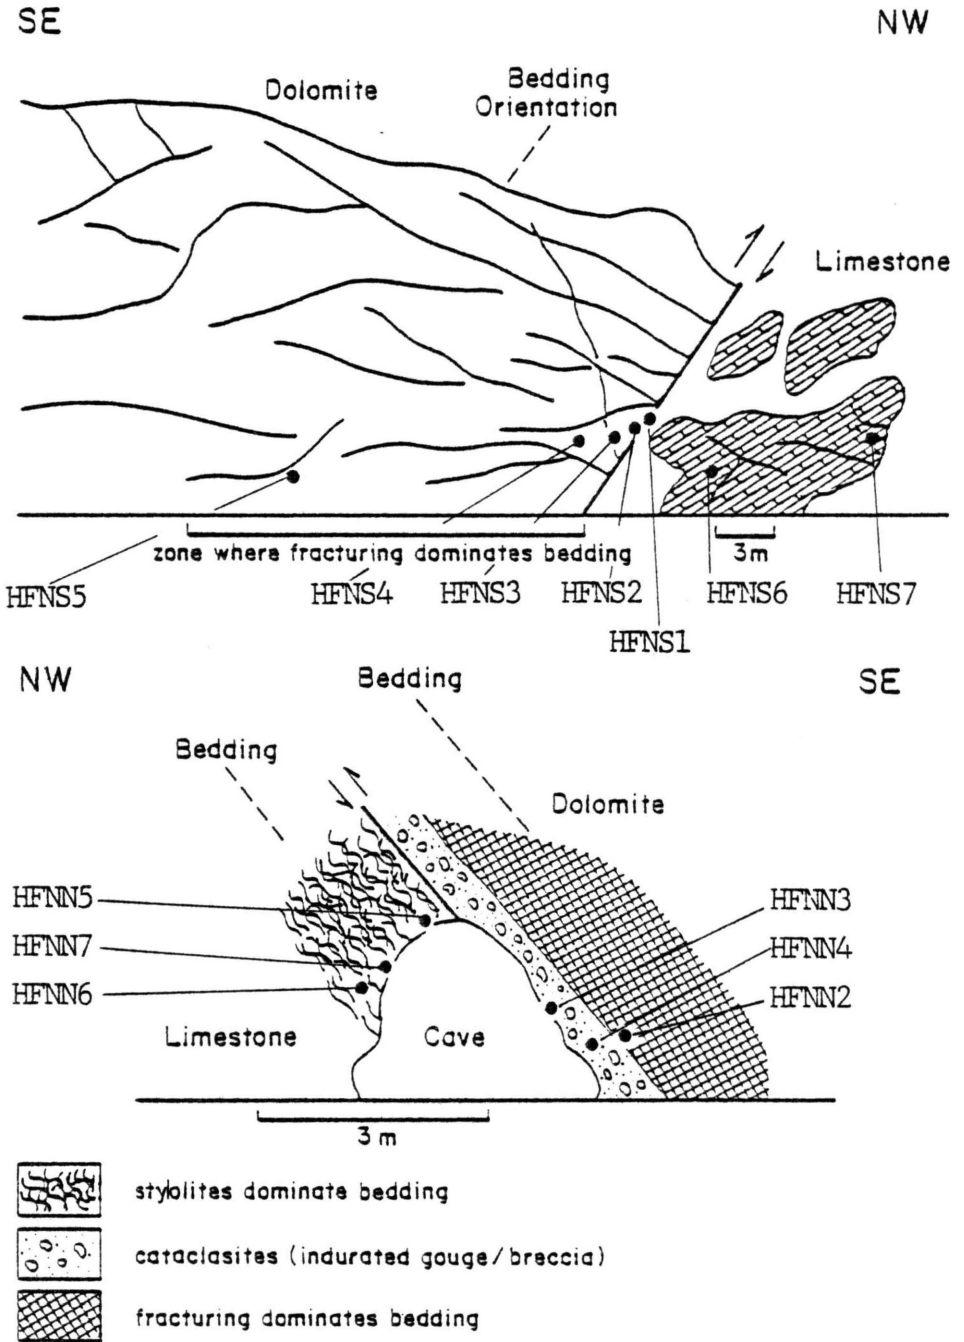 SE
NW
Dolomite
Bedding
Orientation
Limestone
zone where fracturing dominates bedding
3m
HFNS5
HFNS4
HFNS3
HFNS2
HFNS6
HFNS7
HFNS1
NW
SE
Bedding
Bedding
Dolomite
HFNN5
HFNN3
HFNN7
HFNN4
HFNN6
HFNN2
Limestone
Cave
3 m
stylolites dominate bedding
cataclasites (indurated gouge/breccia)
fracturing dominates bedding